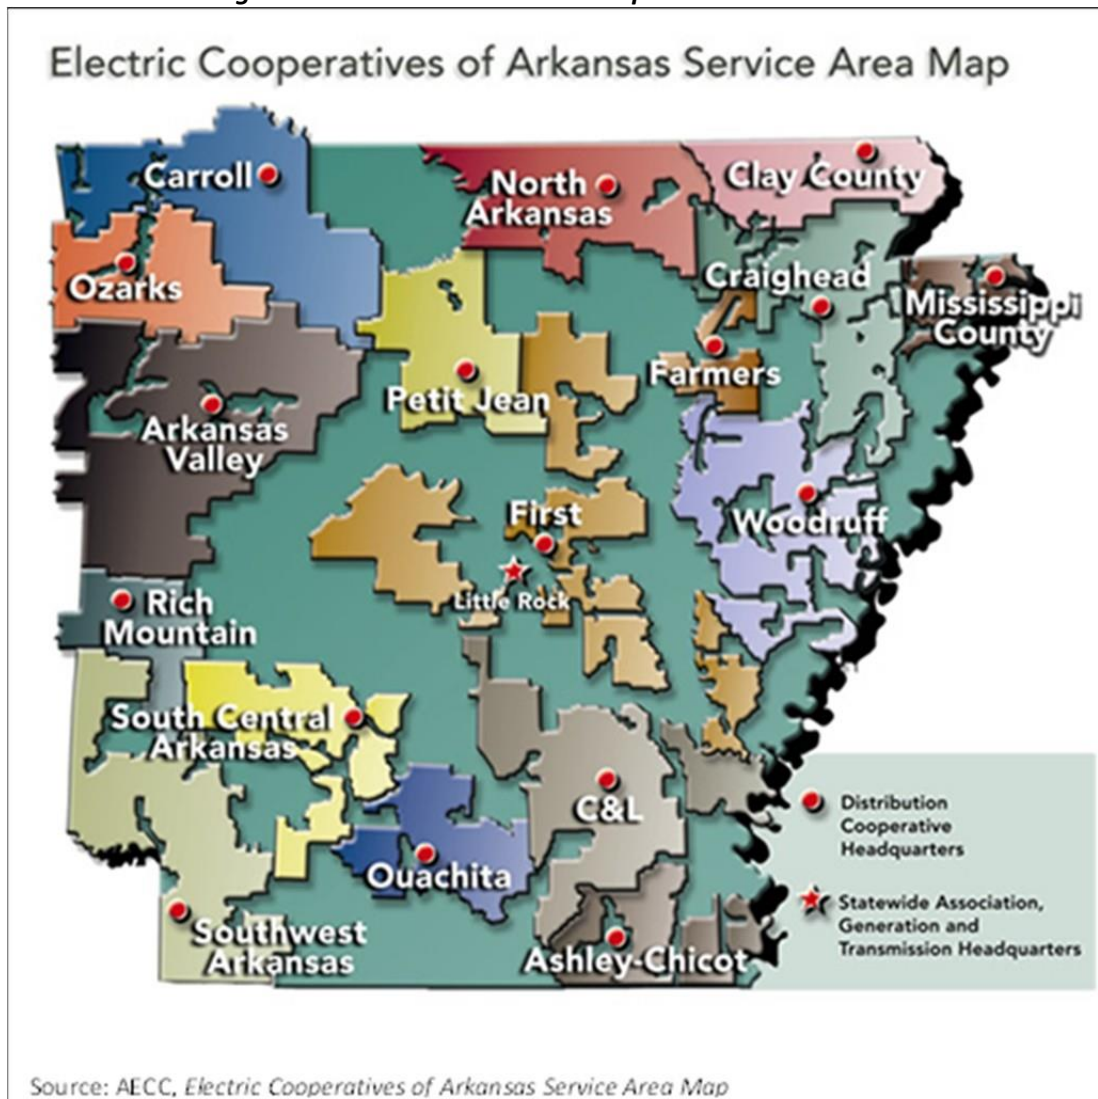 Electric Cooperatives of Arkansas Service Area Map
Carroll
North
Arkansas
Clay County
Ozarks
Craighead
Mississippi
County
Petit Jean
Farmers
Arkansas
Valley
First
Woodruff
Little Rock
Rich
Mountain
South Central
Arkansas
C&L
Distribution
Cooperative
Headquarters
Ouachita
Statewide Association,
Generation and
Transmission Headquarters
Southwest
Arkansas
Ashley-Chicot
Source: AECC, Electric Cooperatives of Arkansas Service Area Map